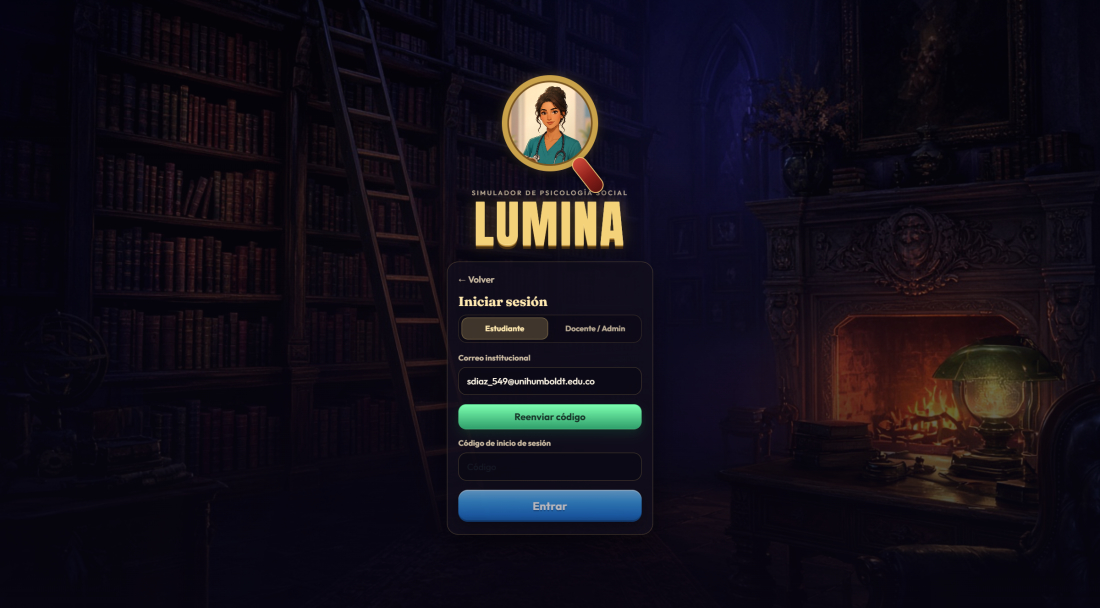 SIMULADOR DE PSICOLOGÍA SOCIAL
LUMINA
← Volver
Iniciar sesión
Estudiante
Docente / Admin
Correo institucional
sdiaz_549@unihumboldt.edu.co
Reenviar código
Código de inicio de sesión
Código
Entrar